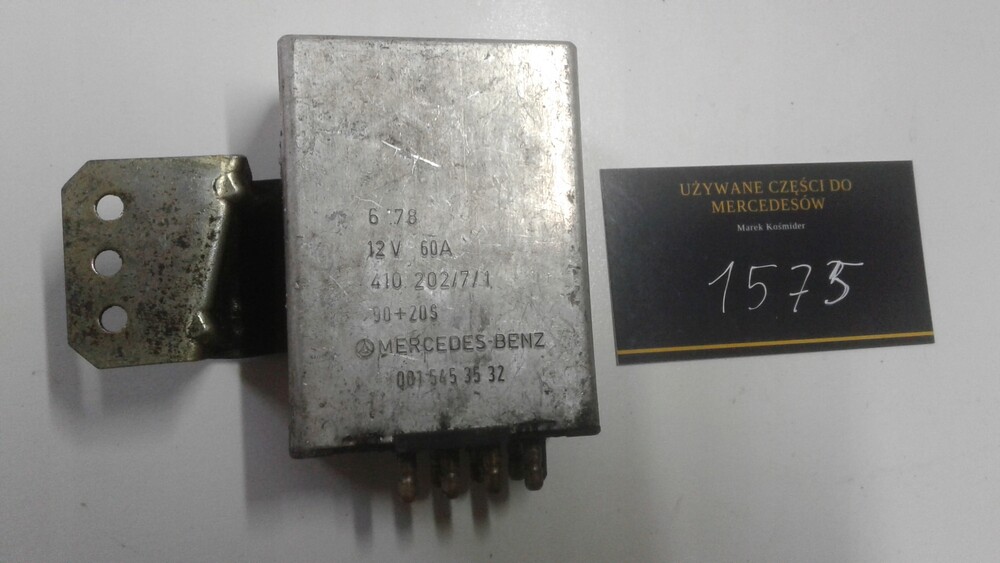 6 78
12V 60A
410 202/7/1
90+20S
MERCEDES-BENZ
001 545 35 32
UŻYWANE CZĘŚCI DO
MERCEDESÓW
Marek Kośmider
1575